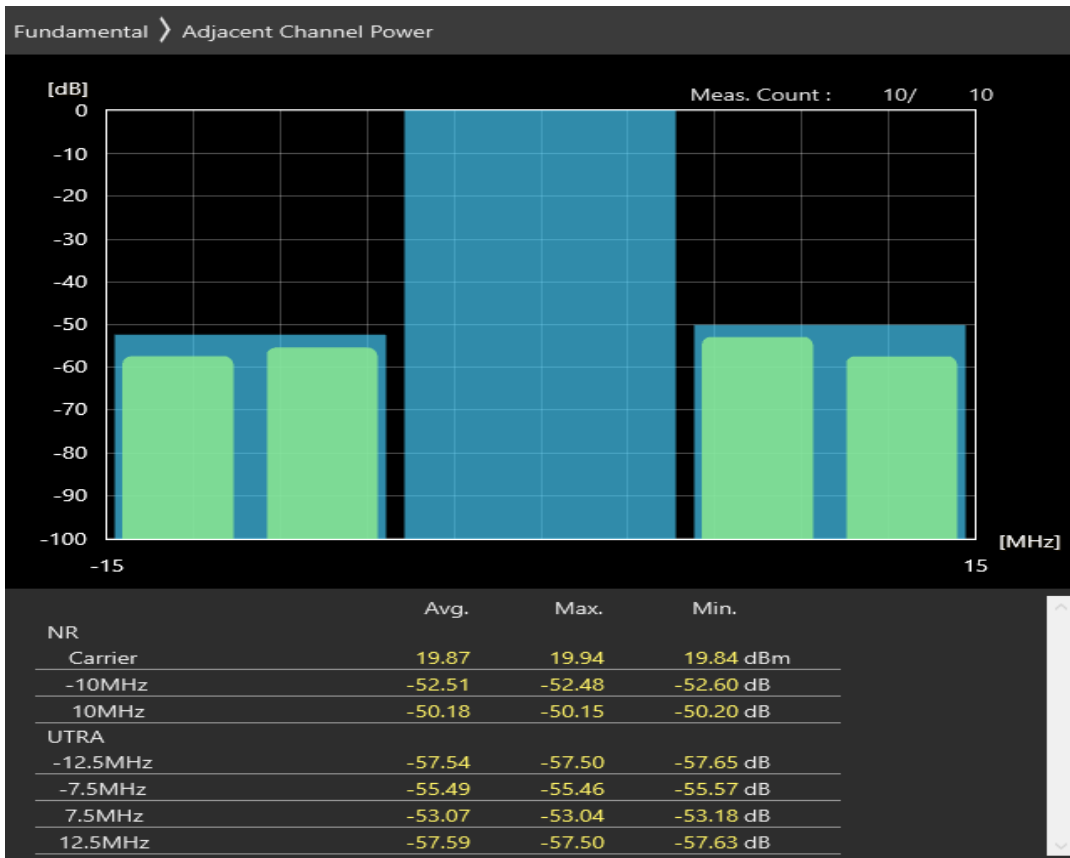 Fundamental ❯ Adjacent Channel Power
[dB]
Meas. Count : 10/ 10
0
-10
-20
-30
-40
-50
-60
-70
-80
-90
-100
[MHz]
-15 15
Avg. Max. Min.
NR
Carrier 19.87 19.94 19.84 dBm
-10MHz -52.51 -52.48 -52.60 dB
10MHz -50.18 -50.15 -50.20 dB
UTRA
-12.5MHz -57.54 -57.50 -57.65 dB
-7.5MHz -55.49 -55.46 -55.57 dB
7.5MHz -53.07 -53.04 -53.18 dB
12.5MHz -57.59 -57.50 -57.63 dB